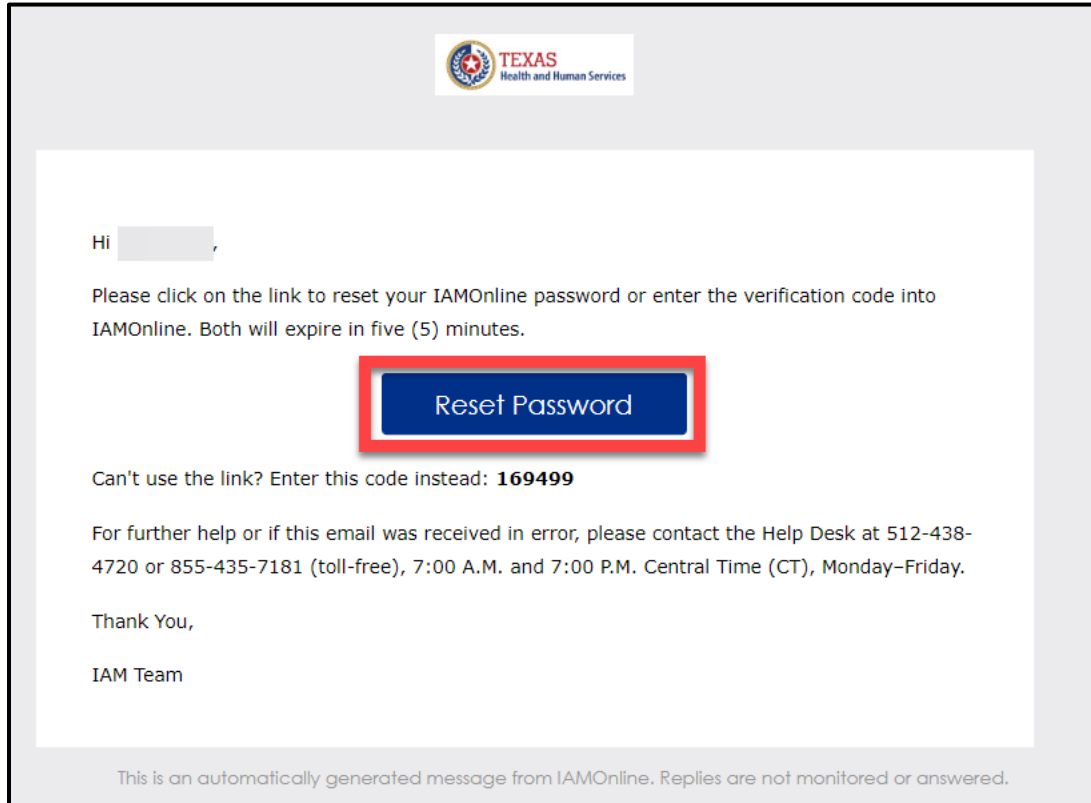 TEXAS
Health and Human Services
Hi ,
Please click on the link to reset your IAMOnline password or enter the verification code into
IAMOnline. Both will expire in five (5) minutes.
Reset Password
Can't use the link? Enter this code instead: 169499
For further help or if this email was received in error, please contact the Help Desk at 512-438-
4720 or 855-435-7181 (toll-free), 7:00 A.M. and 7:00 P.M. Central Time (CT), Monday–Friday.
Thank You,
IAM Team
This is an automatically generated message from IAMOnline. Replies are not monitored or answered.